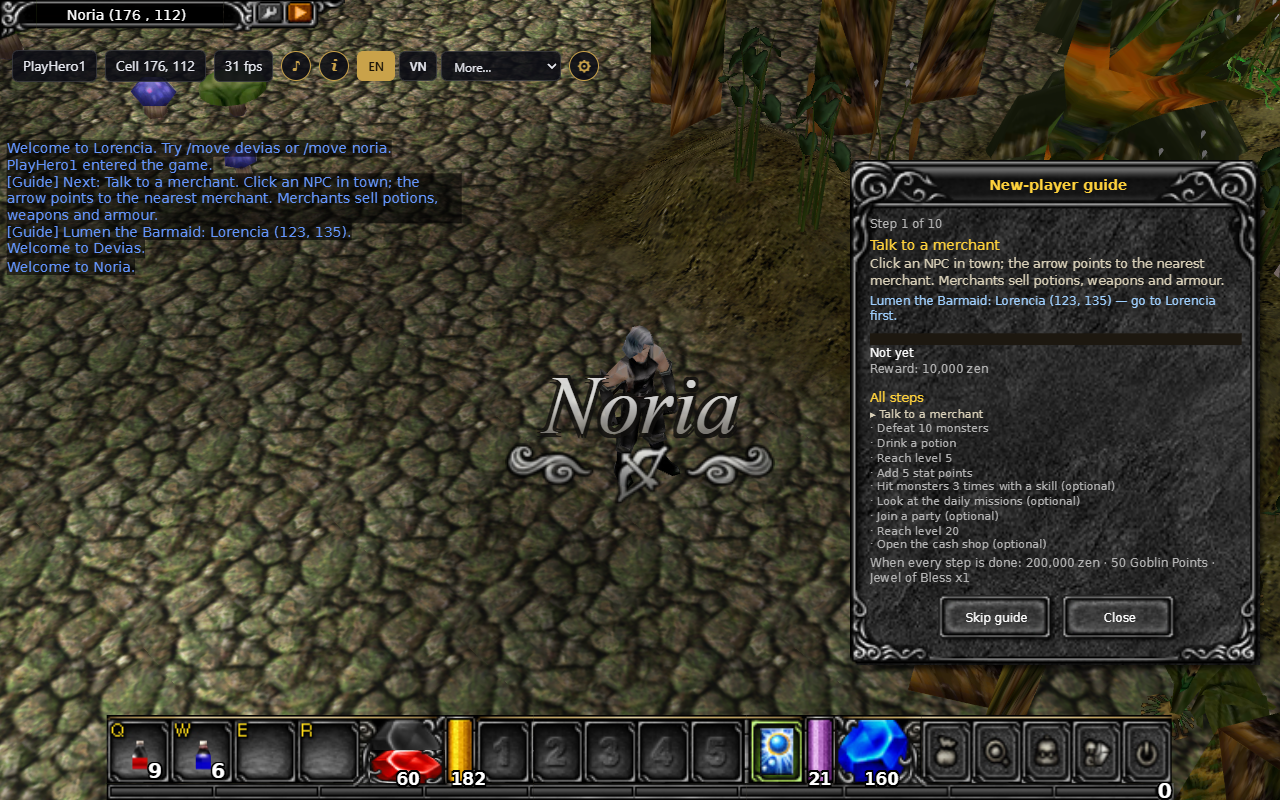 Noria (176 , 112)
PlayHero1
Cell 176, 112
31 fps
EN
VN
More...
Welcome to Lorencia. Try /move devias or /move noria.
PlayHero1 entered the game.
[Guide] Next: Talk to a merchant. Click an NPC in town; the
arrow points to the nearest merchant. Merchants sell potions,
weapons and armour.
[Guide] Lumen the Barmaid: Lorencia (123, 135).
Welcome to Devias.
Welcome to Noria.
Noria
New-player guide
Step 1 of 10
Talk to a merchant
Click an NPC in town; the arrow points to the nearest
merchant. Merchants sell potions, weapons and armour.
Lumen the Barmaid: Lorencia (123, 135) — go to Lorencia
first.
Not yet
Reward: 10,000 zen
All steps
▸ Talk to a merchant
· Defeat 10 monsters
· Drink a potion
· Reach level 5
· Add 5 stat points
· Hit monsters 3 times with a skill (optional)
· Look at the daily missions (optional)
· Join a party (optional)
· Reach level 20
· Open the cash shop (optional)
When every step is done: 200,000 zen · 50 Goblin Points ·
Jewel of Bless x1
Skip guide
Close
Q
9
W
6
E
R
60
182
1
2
3
4
5
21
160
0